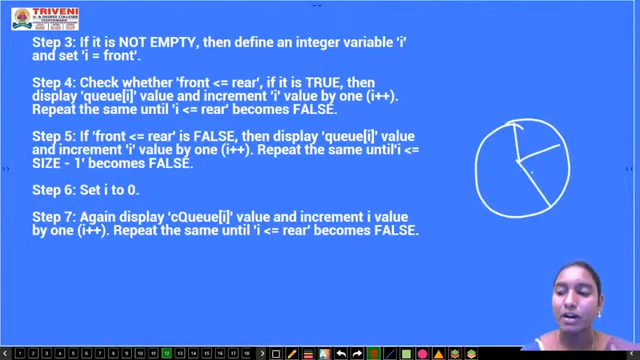 TRIVENI
Step 3: If it is NOT EMPTY, then define an integer variable 'i'
and set 'i = front'.
Step 4: Check whether 'front <= rear', if it is TRUE, then
display 'queue[i]' value and increment 'i' value by one (i++).
Repeat the same until 'i <= rear' becomes FALSE.
Step 5: If 'front <= rear' is FALSE, then display 'queue[i]' value
and increment 'i' value by one (i++). Repeat the same until'i <=
SIZE - 1' becomes FALSE.
Step 6: Set i to 0.
Step 7: Again display 'cQueue[i]' value and increment i value
by one (i++). Repeat the same until 'i <= rear' becomes FALSE.
1 2 3 4 5 6 7 8 9 10 11 12 13 14 15 16 17 18